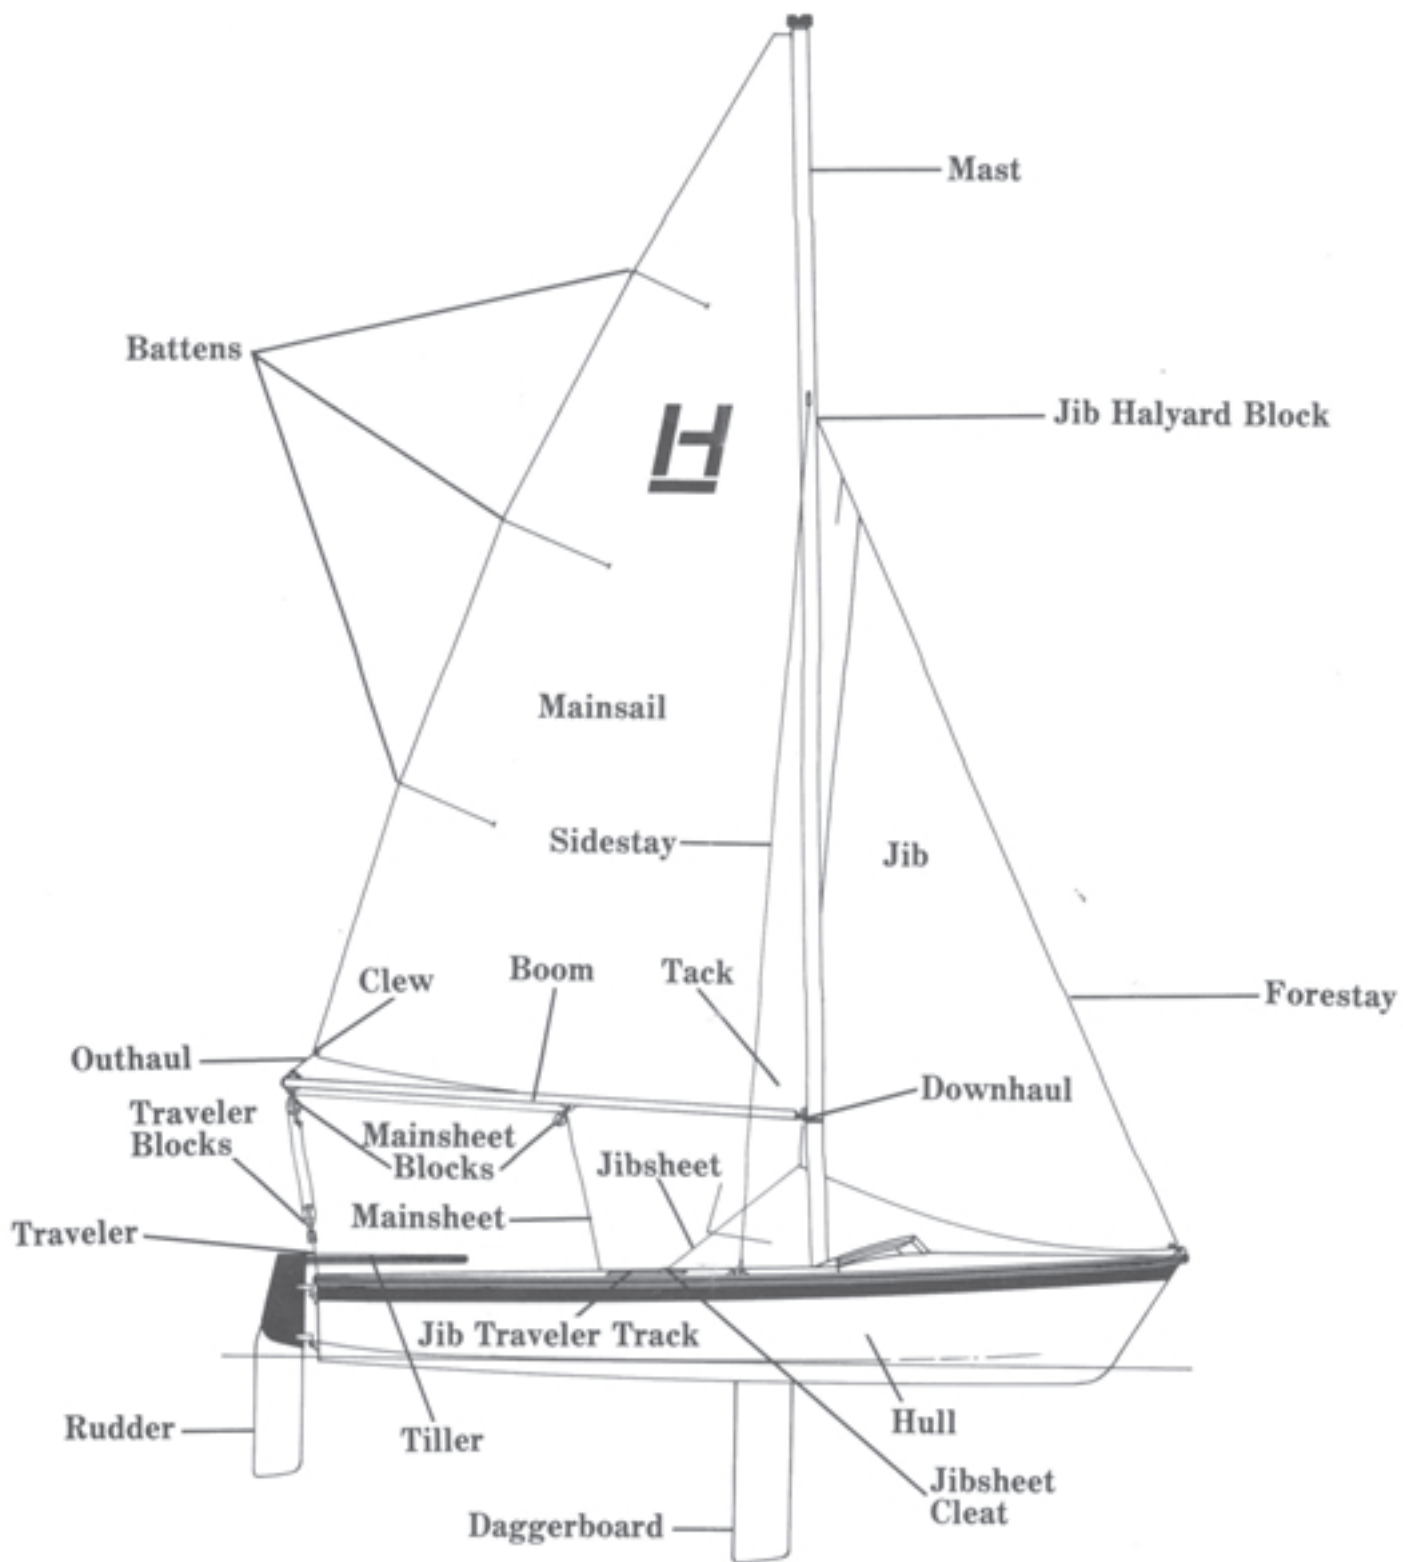 Mast
Battens
Jib Halyard Block
H
Mainsail
Sidestay
Jib
Clew
Boom
Tack
Forestay
Outhaul
Downhaul
Traveler
Blocks
Mainsheet
Blocks
Jibsheet
Mainsheet
Traveler
Jib Traveler Track
Hull
Rudder
Tiller
Jibsheet
Cleat
Daggerboard